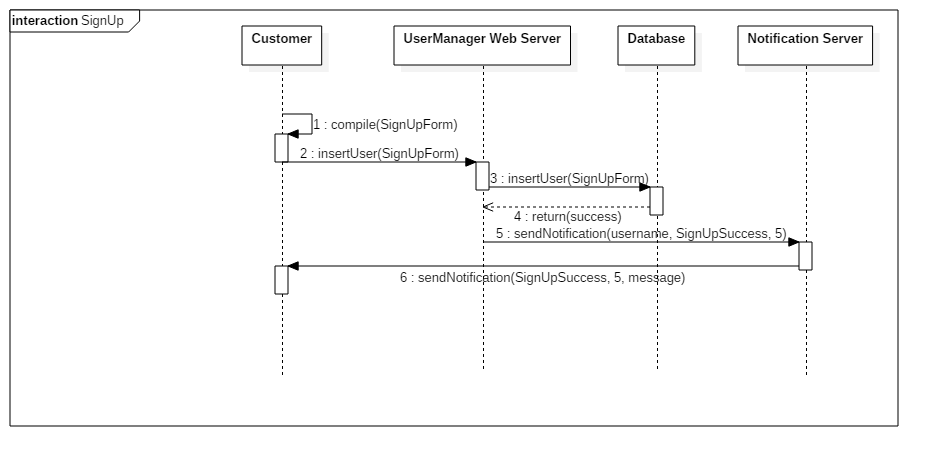 interaction SignUp
Customer
UserManager Web Server
Database
Notification Server
1 : compile(SignUpForm)
2 : insertUser(SignUpForm)
3 : insertUser(SignUpForm)
4 : return(success)
5 : sendNotification(username, SignUpSuccess, 5)
6 : sendNotification(SignUpSuccess, 5, message)